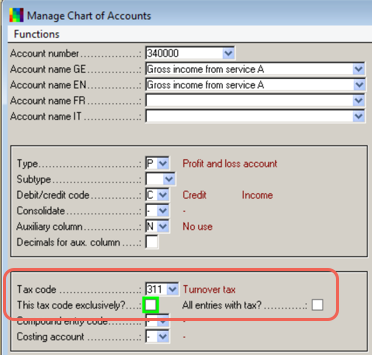 Manage Chart of Accounts
Functions
Account number................: 340000
Account name GE...............: Gross income from service A
Account name EN...............: Gross income from service A
Account name FR...............:
Account name IT...............:
Type..........................: P Profit and loss account
Subtype.......................:
Debit/credit code.............: C Credit Income
Consolidate...................: - -
Auxiliary column..............: N No use
Decimals for aux. column .....:
Tax code .....................: 311 Turnover tax
This tax code exclusively?....: All entries with tax? ..........:
Compound entry code...........: - -
Costing account ..............: - -